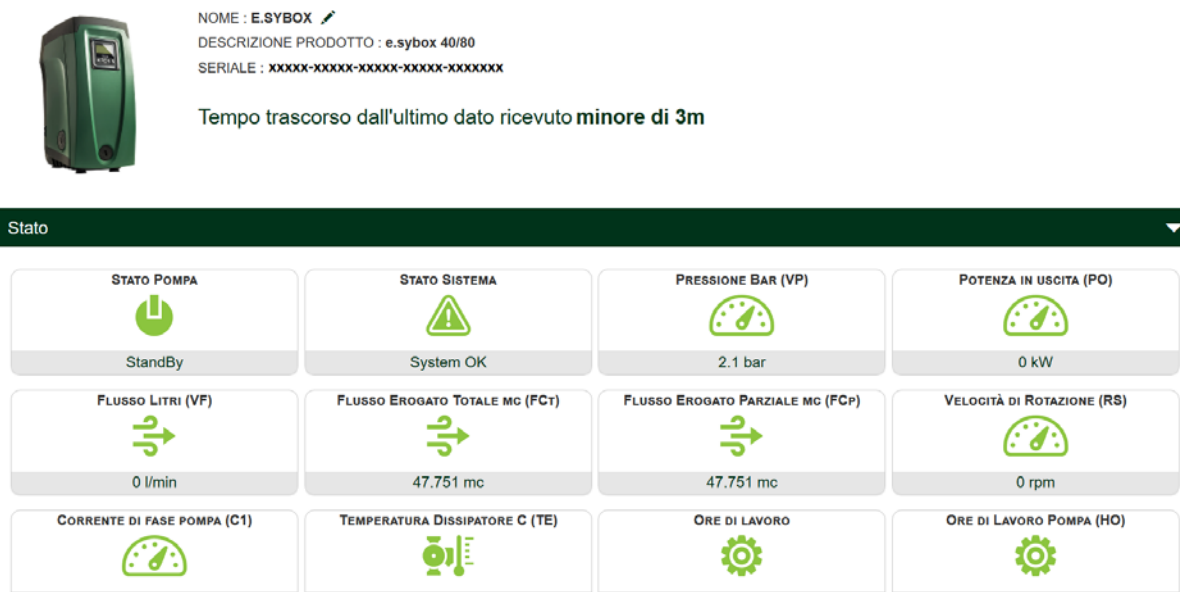 NOME : E.SYBOX
DESCRIZIONE PRODOTTO : e.sybox 40/80
SERIALE : xxxxx-xxxxx-xxxxx-xxxxx-xxxxxxx
Tempo trascorso dall'ultimo dato ricevuto minore di 3m
Stato
STATO POMPA
StandBy
STATO SISTEMA
System OK
PRESSIONE BAR (VP)
2.1 bar
POTENZA IN USCITA (PO)
0 kW
FLUSSO LITRI (VF)
0 l/min
FLUSSO EROGATO TOTALE MC (FCT)
47.751 mc
FLUSSO EROGATO PARZIALE MC (FCP)
47.751 mc
VELOCITÀ DI ROTAZIONE (RS)
0 rpm
CORRENTE DI FASE POMPA (C1)
TEMPERATURA DISSIPATORE C (TE)
ORE DI LAVORO
ORE DI LAVORO POMPA (HO)